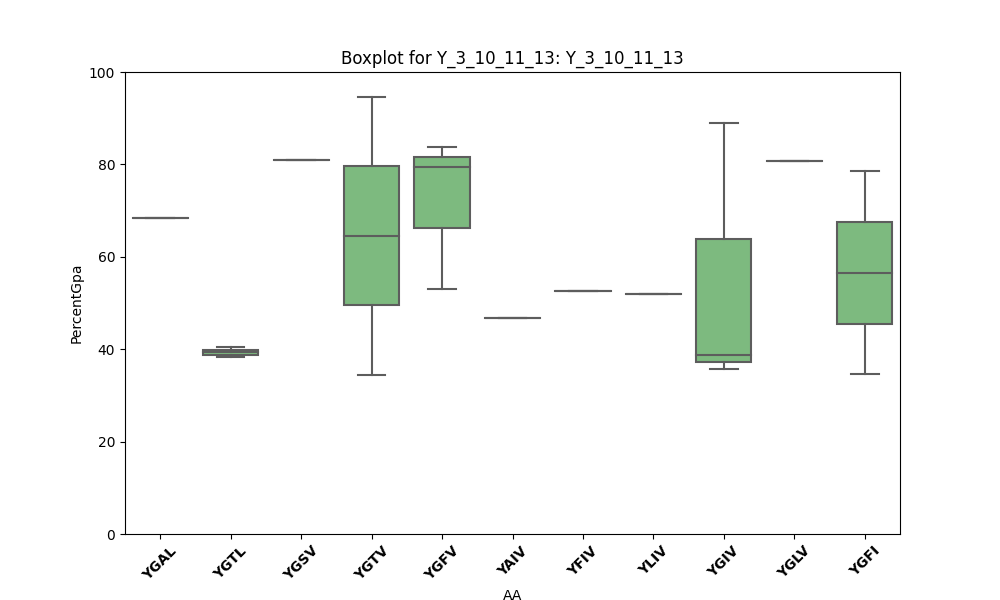 Boxplot for Y_3_10_11_13: Y_3_10_11_13
100
80
60
40
20
0
PercentGpa
YGAL YGTL YGSV YGTV YGFV YAIV YFIV YLIV YGIV YGLV YGFI
AA